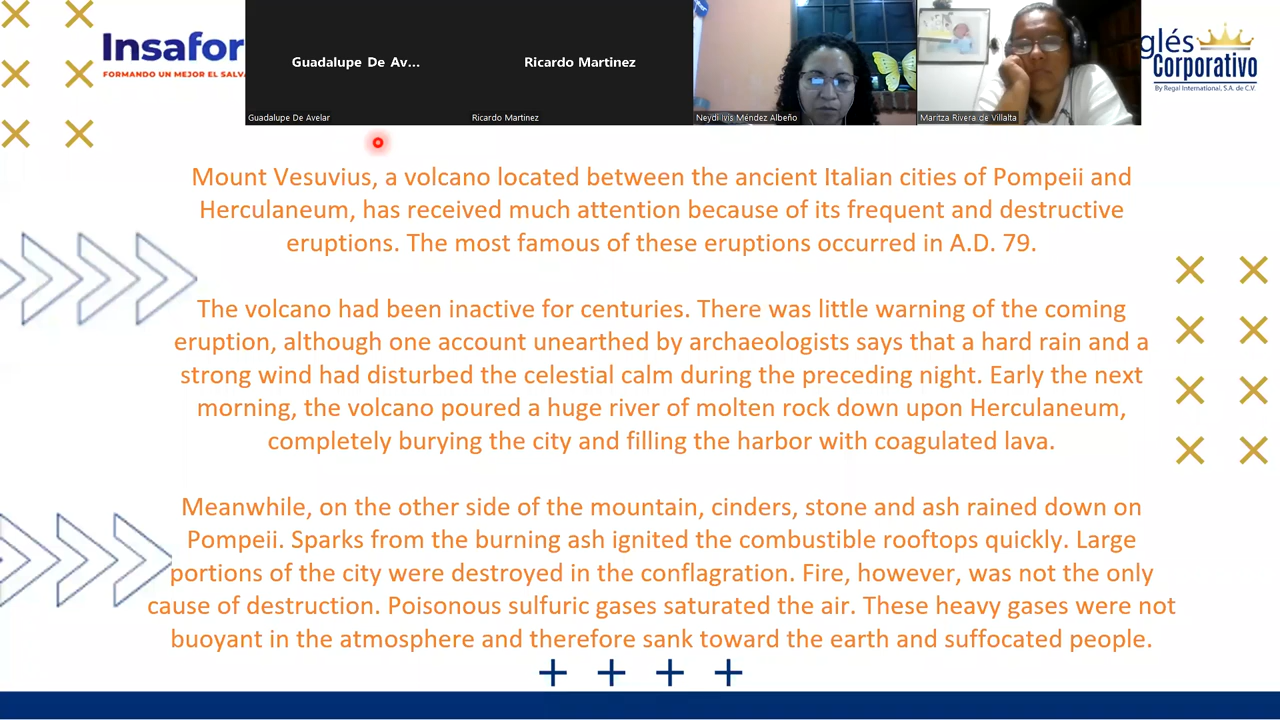 Insafor
FORMANDO UN MEJOR EL SALVA
Guadalupe De Av...
Guadalupe De Avelar
Ricardo Martinez
Ricardo Martinez
Neydi Ivis Méndez Albeño
Maritza Rivera de Villalta
glés
Corporativo
By Regal International, S.A. de C.V.
Mount Vesuvius, a volcano located between the ancient Italian cities of Pompeii and
Herculaneum, has received much attention because of its frequent and destructive
eruptions. The most famous of these eruptions occurred in A.D. 79.
The volcano had been inactive for centuries. There was little warning of the coming
eruption, although one account unearthed by archaeologists says that a hard rain and a
strong wind had disturbed the celestial calm during the preceding night. Early the next
morning, the volcano poured a huge river of molten rock down upon Herculaneum,
completely burying the city and filling the harbor with coagulated lava.
Meanwhile, on the other side of the mountain, cinders, stone and ash rained down on
Pompeii. Sparks from the burning ash ignited the combustible rooftops quickly. Large
portions of the city were destroyed in the conflagration. Fire, however, was not the only
cause of destruction. Poisonous sulfuric gases saturated the air. These heavy gases were not
buoyant in the atmosphere and therefore sank toward the earth and suffocated people.